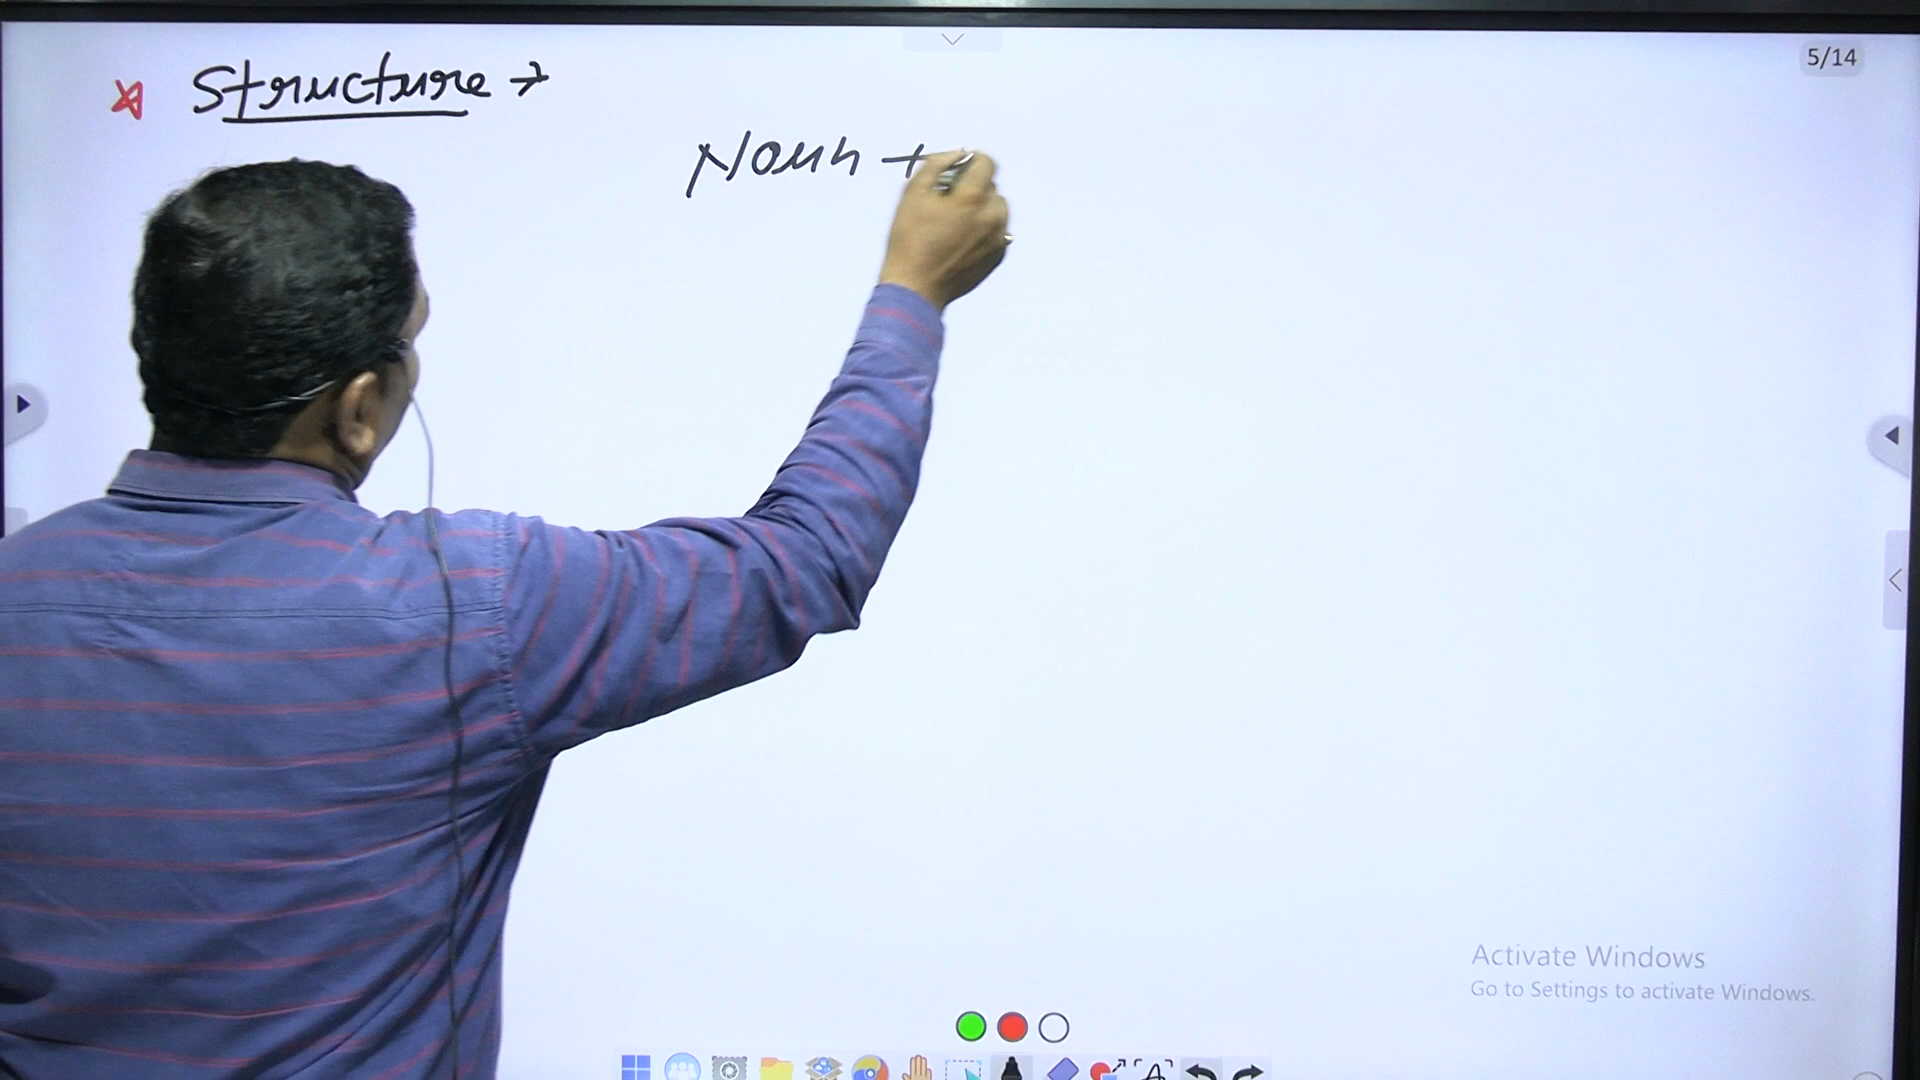 5/14
Structure →
Noun +
Activate Windows
Go to Settings to activate Windows.